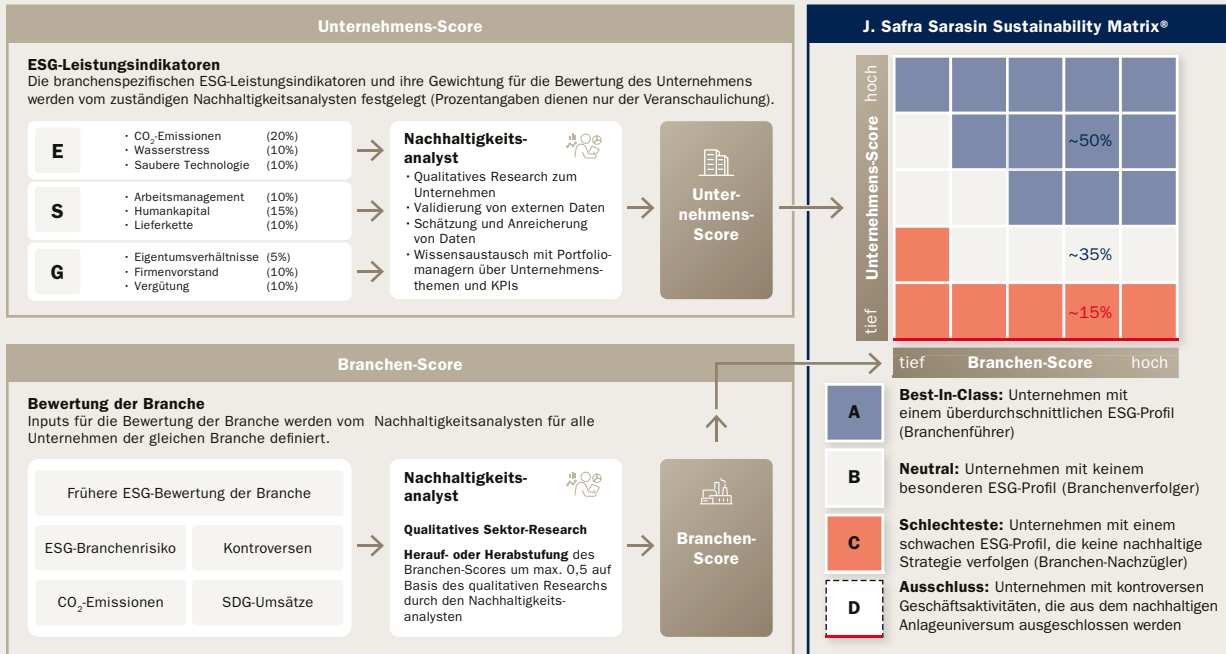 Unternehmens-Score
ESG-Leistungsindikatoren
Die branchenspezifischen ESG-Leistungsindikatoren und ihre Gewichtung für die Bewertung des Unternehmens
werden vom zuständigen Nachhaltigkeitsanalysten festgelegt (Prozentangaben dienen nur der Veranschaulichung).
E
· CO₂-Emissionen (20%)
· Wasserstress (10%)
· Saubere Technologie (10%)
S
· Arbeitsmanagement (10%)
· Humankapital (15%)
· Lieferkette (10%)
G
· Eigentumsverhältnisse (5%)
· Firmenvorstand (10%)
· Vergütung (10%)
Nachhaltigkeits-
analyst
· Qualitatives Research zum
Unternehmen
· Validierung von externen Daten
· Schätzung und Anreicherung
von Daten
· Wissensaustausch mit Portfolio-
managern über Unternehmens-
themen und KPIs
Unter-
nehmens-
Score
Branchen-Score
Bewertung der Branche
Inputs für die Bewertung der Branche werden vom Nachhaltigkeitsanalysten für alle
Unternehmen der gleichen Branche definiert.
Frühere ESG-Bewertung der Branche
ESG-Branchenrisiko
Kontroversen
CO₂-Emissionen
SDG-Umsätze
Nachhaltigkeits-
analyst
Qualitatives Sektor-Research
Herauf- oder Herabstufung des
Branchen-Scores um max. 0,5 auf
Basis des qualitativen Researchs
durch den Nachhaltigkeits-
analysten
Branchen-
Score
J. Safra Sarasin Sustainability Matrix®
hoch
Unternehmens-Score
tief
~50%
~35%
~15%
tief Branchen-Score hoch
A
Best-In-Class: Unternehmen mit
einem überdurchschnittlichen ESG-Profil
(Branchenführer)
B
Neutral: Unternehmen mit keinem
besonderen ESG-Profil (Branchenverfolger)
C
Schlechteste: Unternehmen mit einem
schwachen ESG-Profil, die keine nachhaltige
Strategie verfolgen (Branchen-Nachzügler)
D
Ausschluss: Unternehmen mit kontroversen
Geschäftsaktivitäten, die aus dem nachhaltigen
Anlageuniversum ausgeschlossen werden